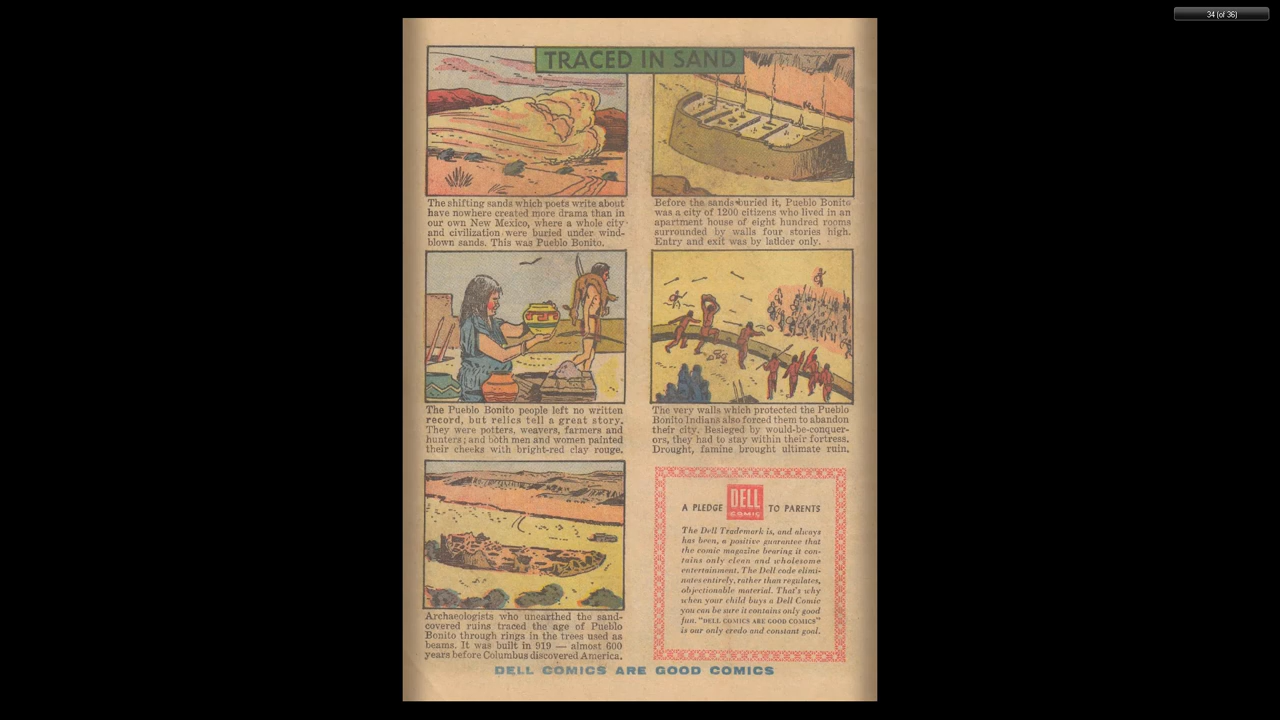 34 (of 36)
TRACED IN SAND
The shifting sands which poets write about
have nowhere created more drama than in
our own New Mexico, where a whole city
and civilization were buried under wind-
blown sands. This was Pueblo Bonito.
Before the sands buried it, Pueblo Bonito
was a city of 1200 citizens who lived in an
apartment house of eight hundred rooms
surrounded by walls four stories high.
Entry and exit was by ladder only.
The Pueblo Bonito people left no written
record, but relics tell a great story.
They were potters, weavers, farmers and
hunters; and both men and women painted
their cheeks with bright-red clay rouge.
The very walls which protected the Pueblo
Bonito Indians also forced them to abandon
their city. Besieged by would-be-conquer-
ors, they had to stay within their fortress.
Drought, famine brought ultimate ruin.
Archaeologists who unearthed the sand-
covered ruins traced the age of Pueblo
Bonito through rings in the trees used as
beams. It was built in 919 — almost 600
years before Columbus discovered America.
A PLEDGE DELL COMIC TO PARENTS
The Dell Trademark is, and always
has been, a positive guarantee that
the comic magazine bearing it con-
tains only clean and wholesome
entertainment. The Dell code elimi-
nates entirely, rather than regulates,
objectionable material. That's why
when your child buys a Dell Comic
you can be sure it contains only good
fun. "DELL COMICS ARE GOOD COMICS"
is our only credo and constant goal.
DELL COMICS ARE GOOD COMICS